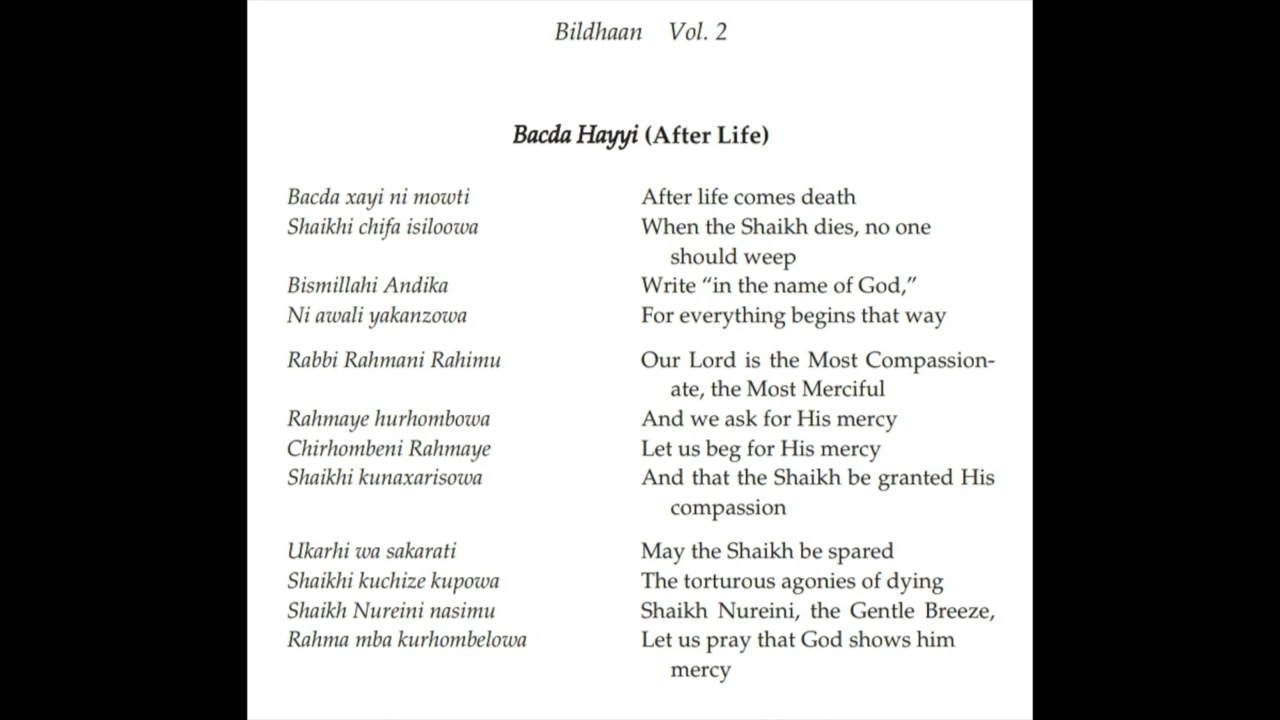 Bildhaan Vol. 2
Bacda Hayyi (After Life)
Bacda xayi ni mowti
Shaikhi chifa isiloowa
Bismillahi Andika
Ni awali yakanzowa
Rabbi Rahmani Rahimu
Rahmaye hurhombowa
Chirhombeni Rahmaye
Shaikhi kunaxarisowa
Ukarhi wa sakarati
Shaikhi kuchize kupowa
Shaikh Nureini nasimu
Rahma mba kurhombelowa
After life comes death
When the Shaikh dies, no one
should weep
Write “in the name of God,”
For everything begins that way
Our Lord is the Most Compassion-
ate, the Most Merciful
And we ask for His mercy
Let us beg for His mercy
And that the Shaikh be granted His
compassion
May the Shaikh be spared
The torturous agonies of dying
Shaikh Nureini, the Gentle Breeze,
Let us pray that God shows him
mercy